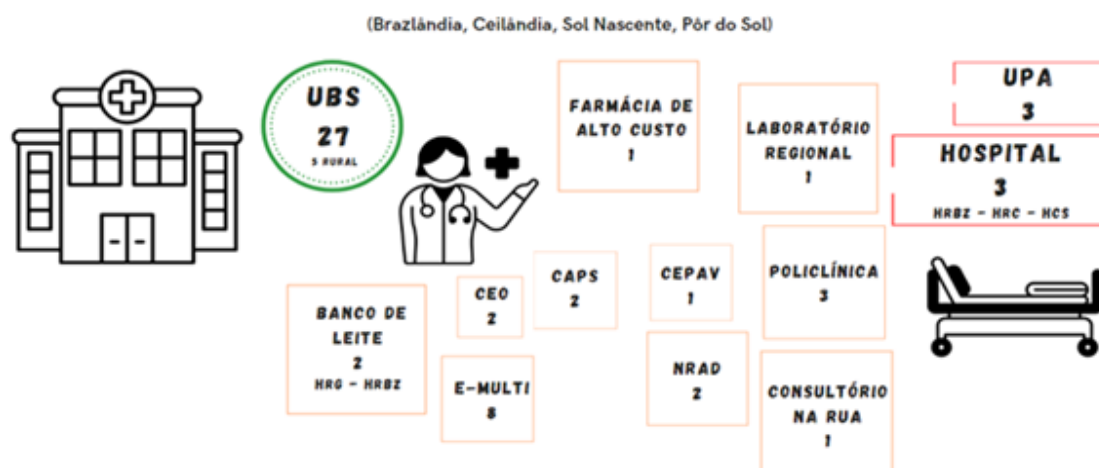 (Brazlândia, Ceilândia, Sol Nascente, Pôr do Sol)
UBS
27
5 RURAL
FARMÁCIA DE
ALTO CUSTO
1
LABORATÓRIO
REGIONAL
1
UPA
3
HOSPITAL
3
HRBZ - HRC - HCS
BANCO DE
LEITE
2
HRG - HRBZ
CEO
2
CAPS
2
CEPAV
1
POLICLÍNICA
3
E-MULTI
8
NRAD
2
CONSULTÓRIO
NA RUA
1